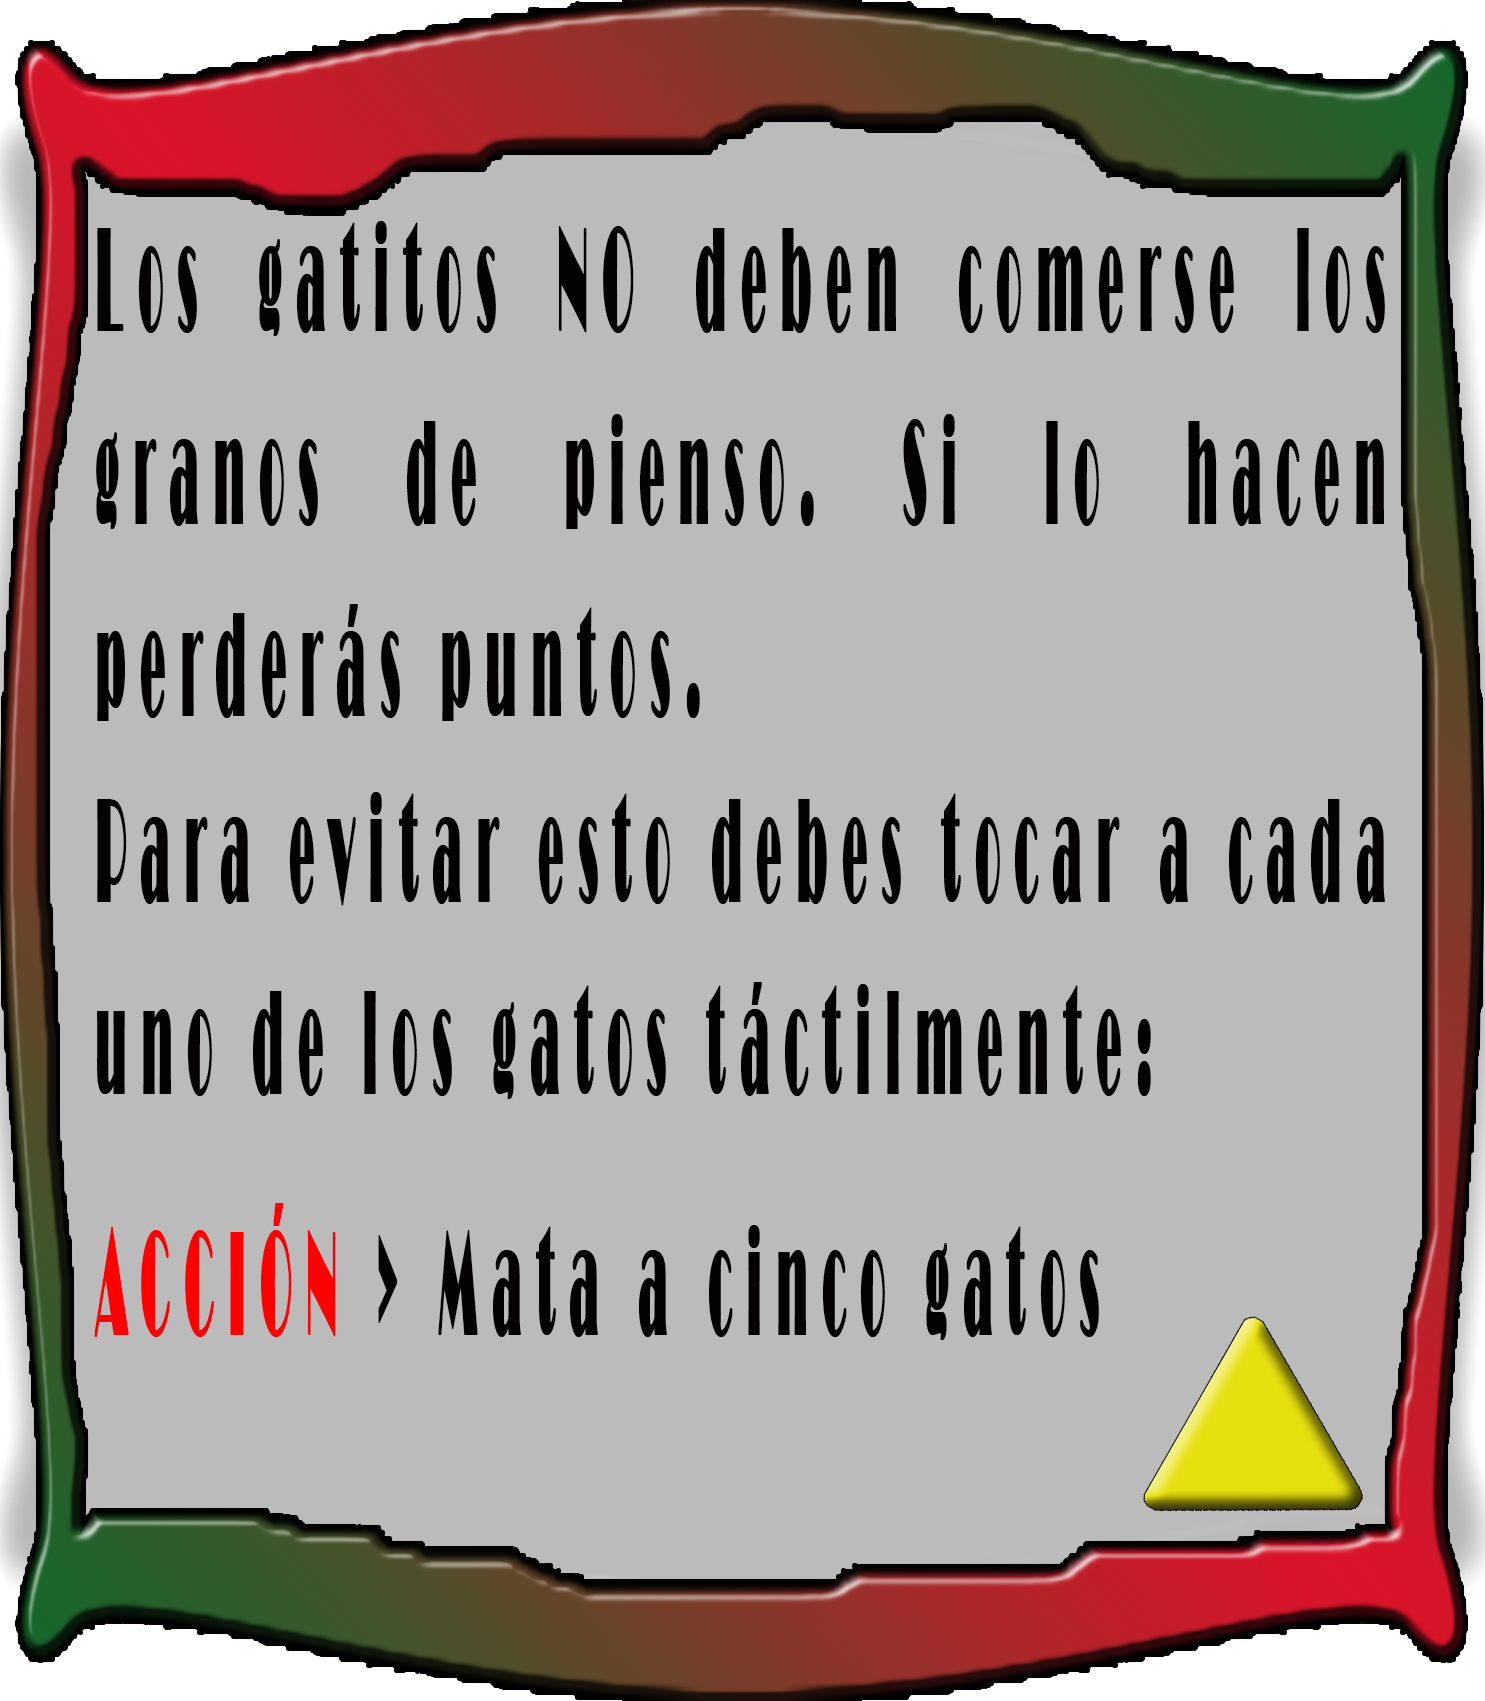 Los gatitos NO deben comerse los
granos de pienso. Si lo hacen
perderás puntos.
Para evitar esto debes tocar a cada
uno de los gatos táctilmente:
ACCIÓN > Mata a cinco gatos